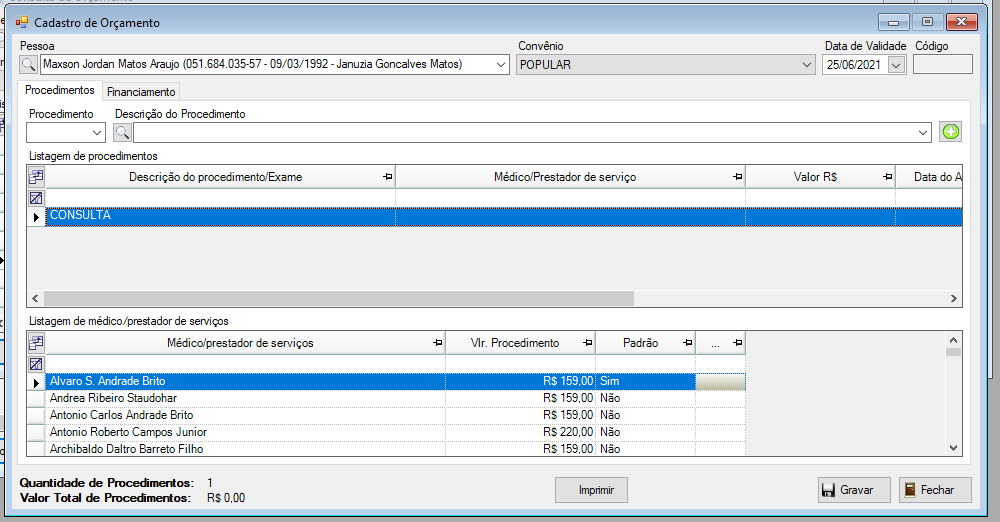 Cadastro de Orçamento
Pessoa Convênio Data de Validade Código
Maxson Jordan Matos Araujo (051.684.035-57 - 09/03/1992 - Januzia Goncalves Matos) POPULAR 25/06/2021
Procedimentos Financiamento
Procedimento Descrição do Procedimento
Listagem de procedimentos
Descrição do procedimento/Exame Médico/Prestador de serviço Valor R$ Data do A
CONSULTA
Listagem de médico/prestador de serviços
Médico/prestador de serviços Vlr. Procedimento Padrão ...
Alvaro S. Andrade Brito R$ 159,00 Sim
Andrea Ribeiro Staudohar R$ 159,00 Não
Antonio Carlos Andrade Brito R$ 159,00 Não
Antonio Roberto Campos Junior R$ 220,00 Não
Archibaldo Daltro Barreto Filho R$ 159,00 Não
Quantidade de Procedimentos: 1
Valor Total de Procedimentos: R$ 0,00
Imprimir Gravar Fechar